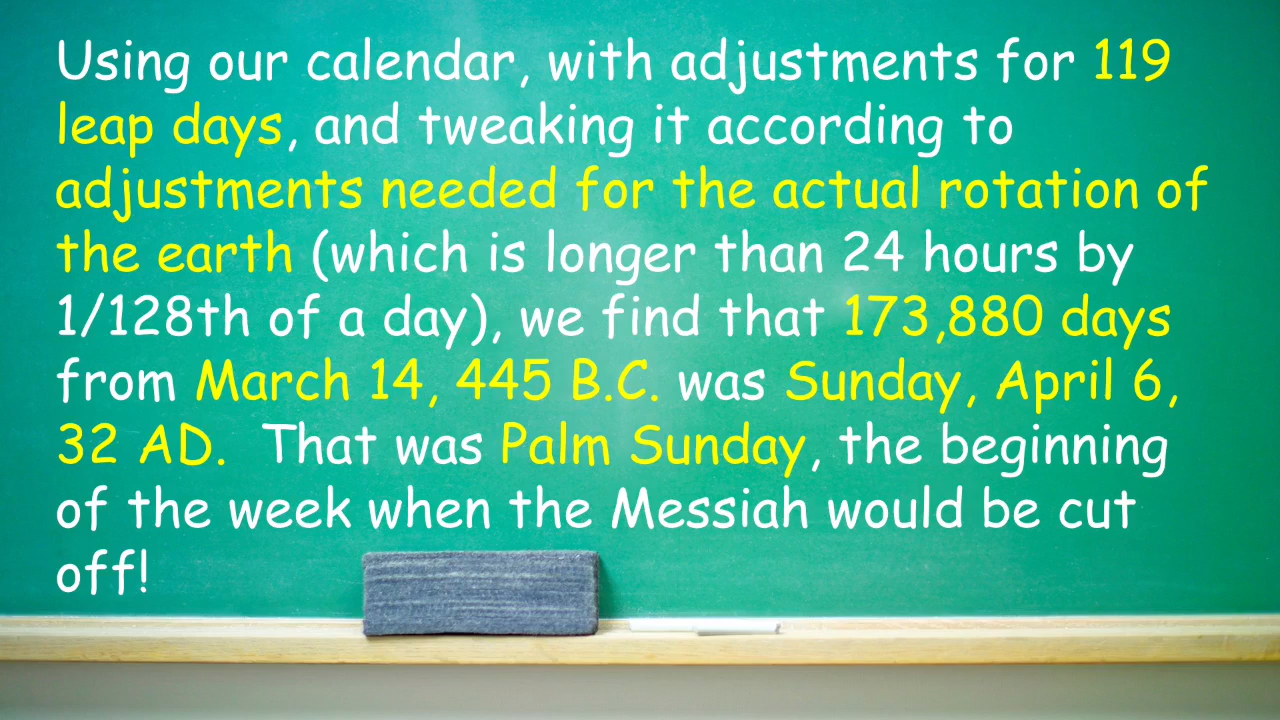 Using our calendar, with adjustments for 119
leap days, and tweaking it according to
adjustments needed for the actual rotation of
the earth (which is longer than 24 hours by
1/128th of a day), we find that 173,880 days
from March 14, 445 B.C. was Sunday, April 6,
32 AD.  That was Palm Sunday, the beginning
of the week when the Messiah would be cut
off!